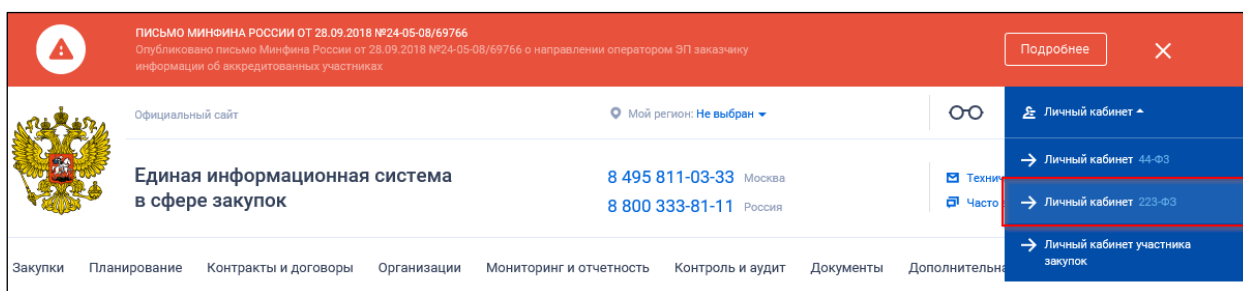 ПИСЬМО МИНФИНА РОССИИ ОТ 28.09.2018 №24-05-08/69766
Опубликовано письмо Минфина России от 28.09.2018 №24-05-08/69766 о направлении оператором ЭП заказчику
информации об аккредитованных участниках
Подробнее
Официальный сайт
Мой регион: Не выбран
Личный кабинет
Единая информационная система
в сфере закупок
8 495 811-03-33 Москва
8 800 333-81-11 Россия
Технич
Часто
Личный кабинет 44-ФЗ
Личный кабинет 223-ФЗ
Личный кабинет участника
закупок
Закупки Планирование Контракты и договоры Организации Мониторинг и отчетность Контроль и аудит Документы Дополнительна